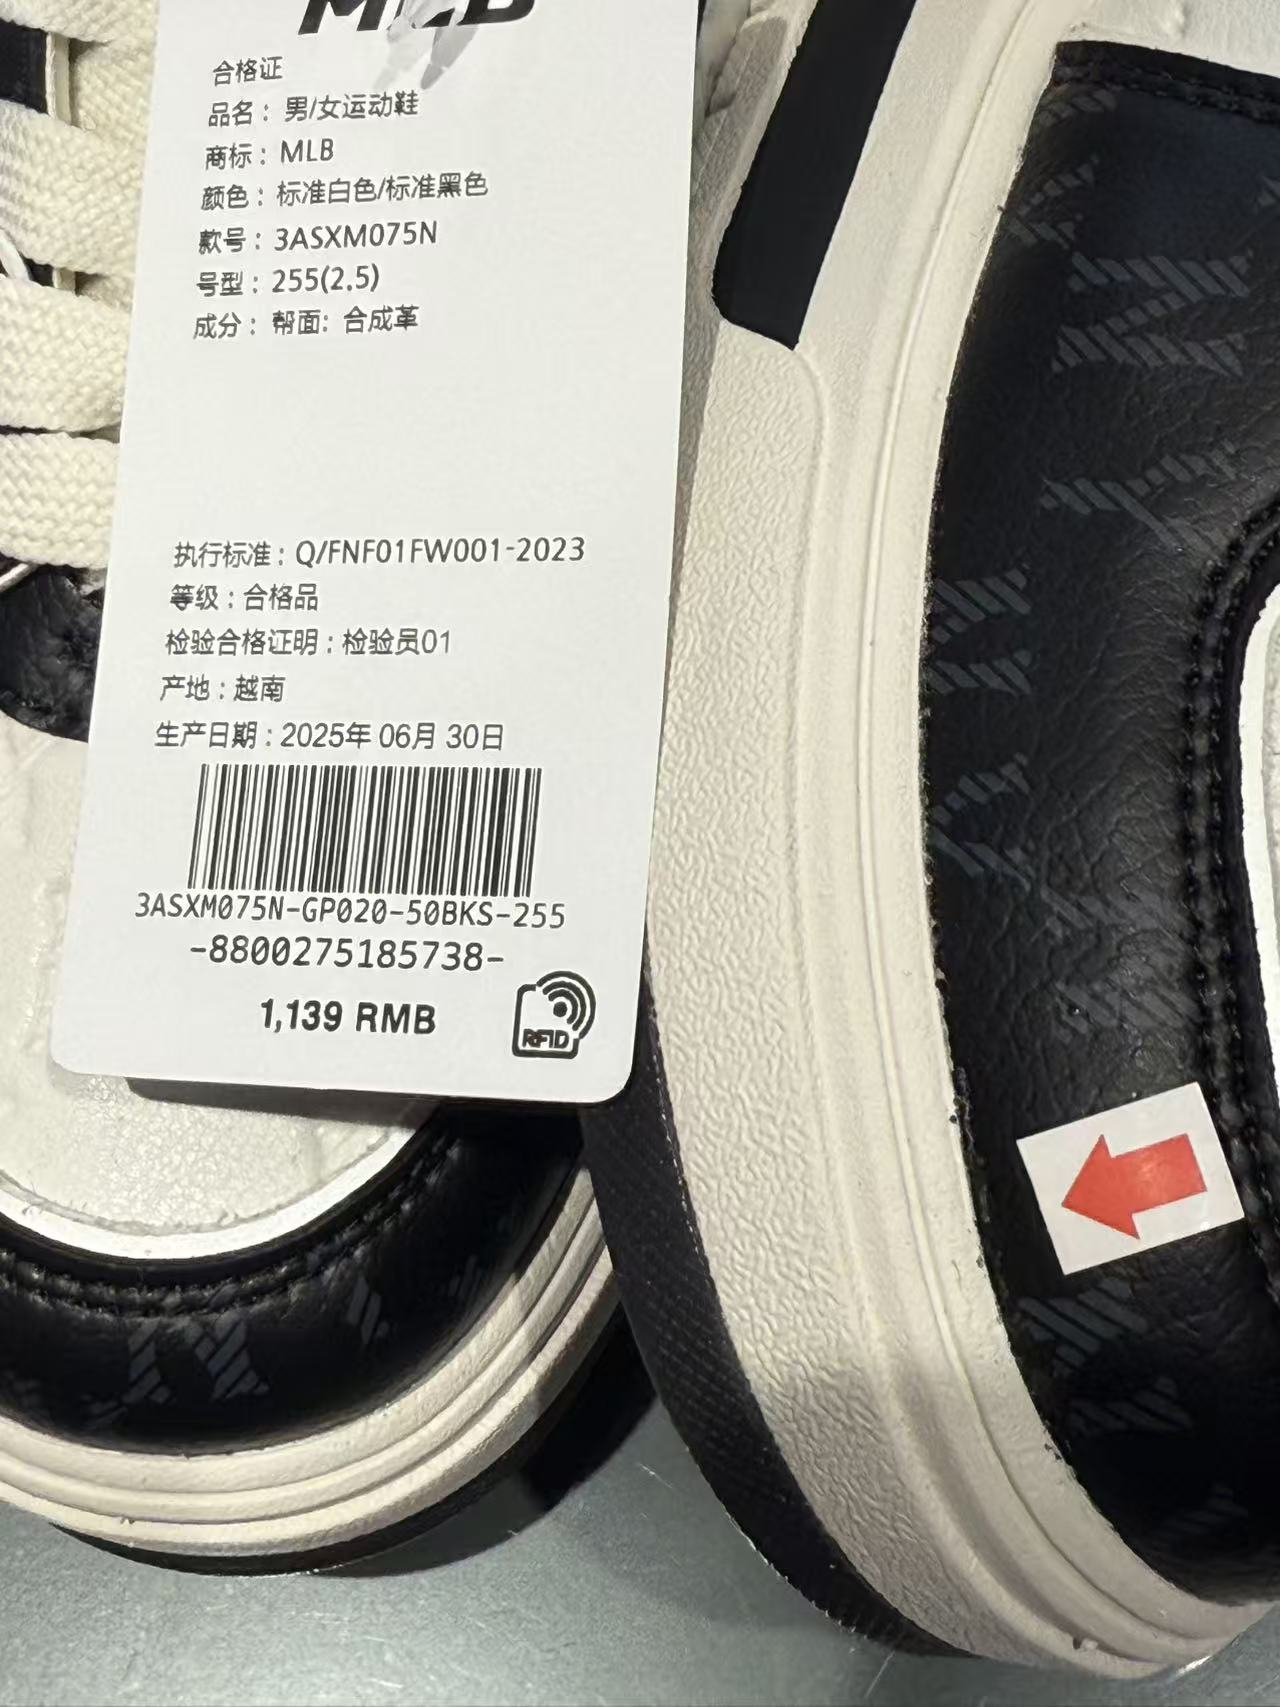 MLB
合格证
品名：男/女运动鞋
商标：MLB
颜色：标准白色/标准黑色
款号：3ASXM075N
号型：255(2.5)
成分：帮面：合成革
执行标准：Q/FNF01FW001-2023
等级：合格品
检验合格证明：检验员01
产地：越南
生产日期：2025年 06月 30日
3ASXM075N-GP020-50BKS-255
-8800275185738-
1,139 RMB
RFID